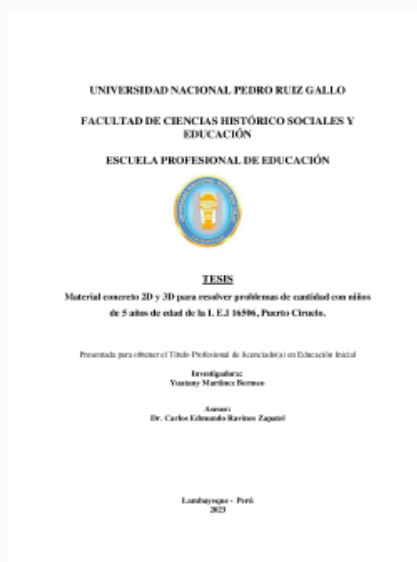 UNIVERSIDAD NACIONAL PEDRO RUIZ GALLO
FACULTAD DE CIENCIAS HISTÓRICO SOCIALES Y
EDUCACIÓN
ESCUELA PROFESIONAL DE EDUCACIÓN
TESIS
Material concreto 2D y 3D para resolver problemas de cantidad con niños
de 5 años de edad de la I. E.I 16506, Puerto Ciruelo.
Presentada para obtener el Título Profesional de licenciado(a) en Educación Inicial
Investigadora:
Martínez Bermeo
Asesor:
Dr. Carlos Edmundo Ravines Zapatel
Lambayeque - Perú
2023